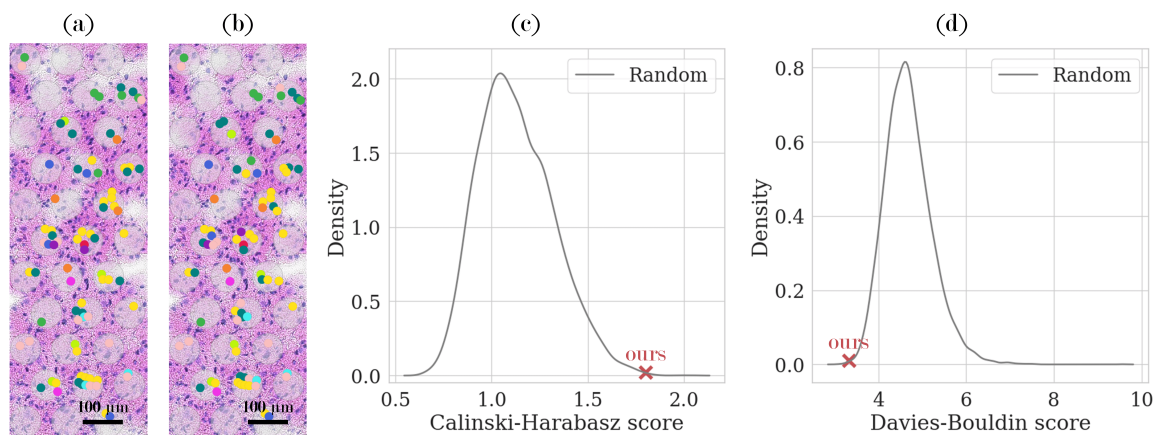 (a)
(b)
(c)
(d)
100 µm
100 µm
Density
2.0
1.5
1.0
0.5
0.0
Random
ours
0.5
1.0
1.5
2.0
Calinski-Harabasz score
Density
0.8
0.6
0.4
0.2
0.0
Random
ours
4
6
8
10
Davies-Bouldin score